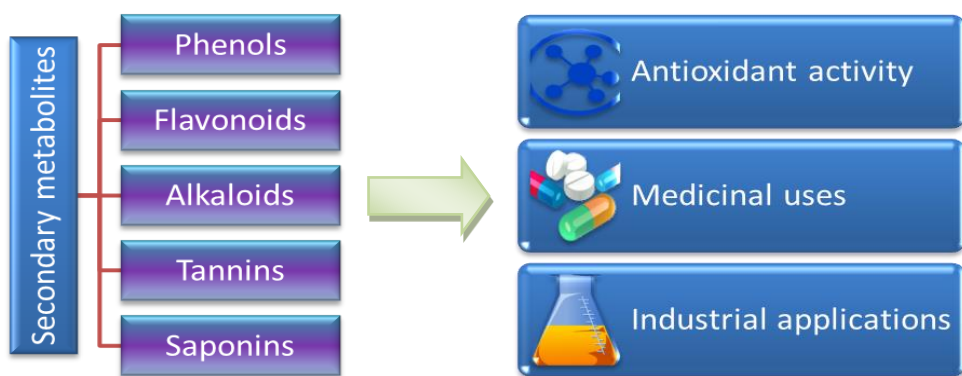 Secondary metabolites
Phenols
Flavonoids
Alkaloids
Tannins
Saponins
Antioxidant activity
Medicinal uses
Industrial applications